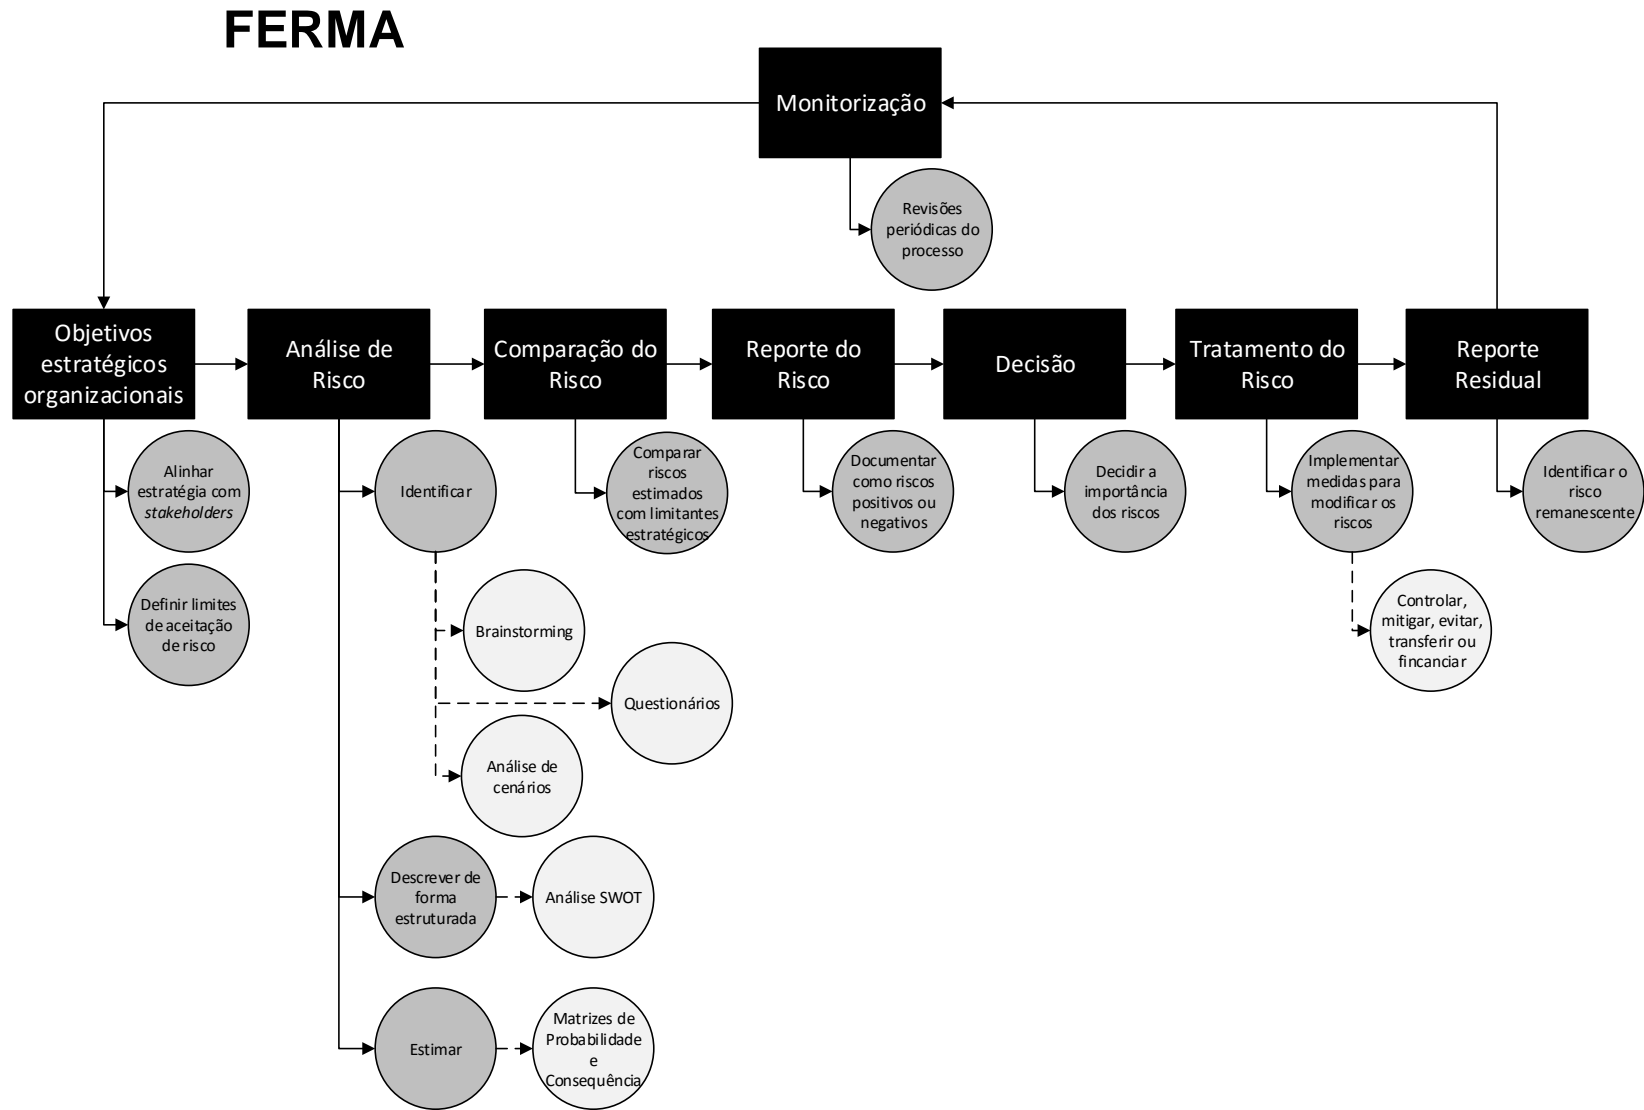 FERMA
Monitorização
Revisões
periódicas do
processo
Objetivos
estratégicos
organizacionais
Análise de
Risco
Comparação do
Risco
Reporte do
Risco
Decisão
Tratamento do
Risco
Reporte
Residual
Alinhar
estratégia com
stakeholders
Definir limites
de aceitação
de risco
Identificar
Comparar
riscos
estimados
com limitantes
estratégicos
Documentar
como riscos
positivos ou
negativos
Decidir a
importância
dos riscos
Implementar
medidas para
modificar os
riscos
Identificar o
risco
remanescente
Controlar,
mitigar, evitar,
transferir ou
fincanciar
Brainstorming
Questionários
Análise de
cenários
Descrever de
forma
estruturada
Análise SWOT
Estimar
Matrizes de
Probabilidade
e
Consequência